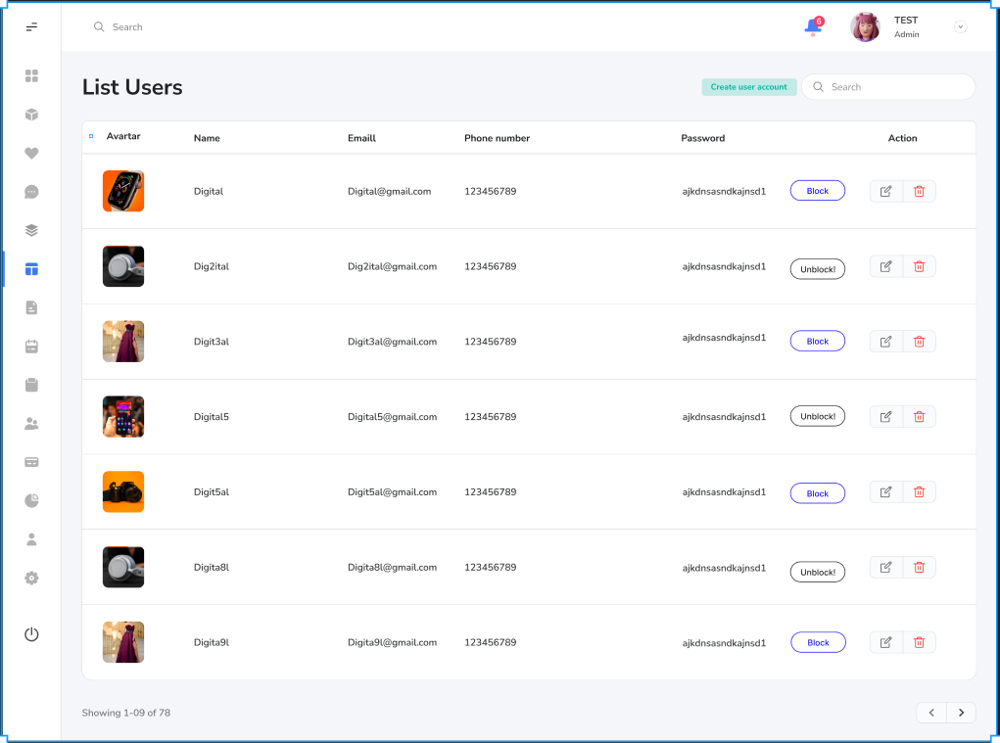 Search
6
TEST
Admin
List Users
Create user account
Search
Avartar Name Emaill Phone number Password Action
Digital Digital@gmail.com 123456789 ajkdnsasndkajnsd1 Block
Dig2ital Dig2ital@gmail.com 123456789 ajkdnsasndkajnsd1 Unblock!
Digit3al Digit3al@gmail.com 123456789 ajkdnsasndkajnsd1 Block
Digital5 Digital5@gmail.com 123456789 ajkdnsasndkajnsd1 Unblock!
Digit5al Digit5al@gmail.com 123456789 ajkdnsasndkajnsd1 Block
Digita8l Digita8l@gmail.com 123456789 ajkdnsasndkajnsd1 Unblock!
Digita9l Digita9l@gmail.com 123456789 ajkdnsasndkajnsd1 Block
Showing 1-09 of 78